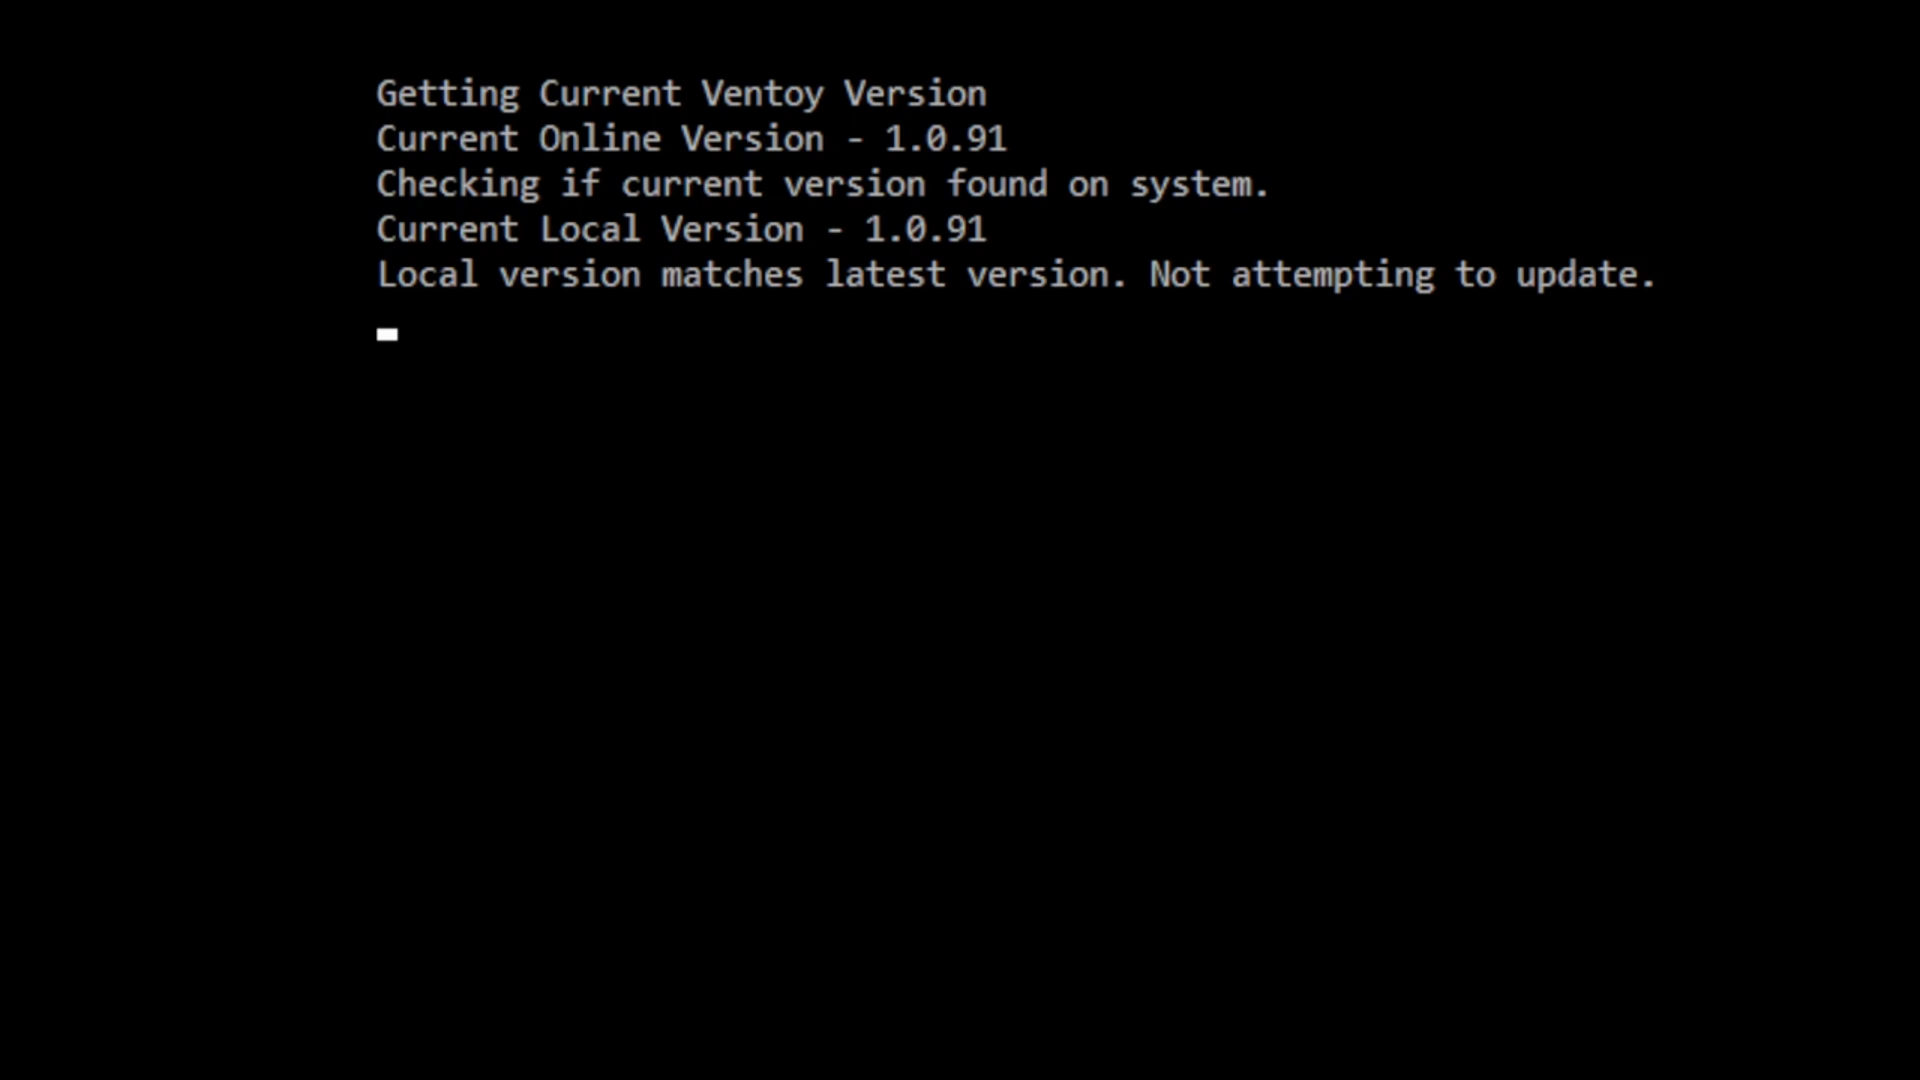 Getting Current Ventoy Version
Current Online Version - 1.0.91
Checking if current version found on system.
Current Local Version - 1.0.91
Local version matches latest version. Not attempting to update.